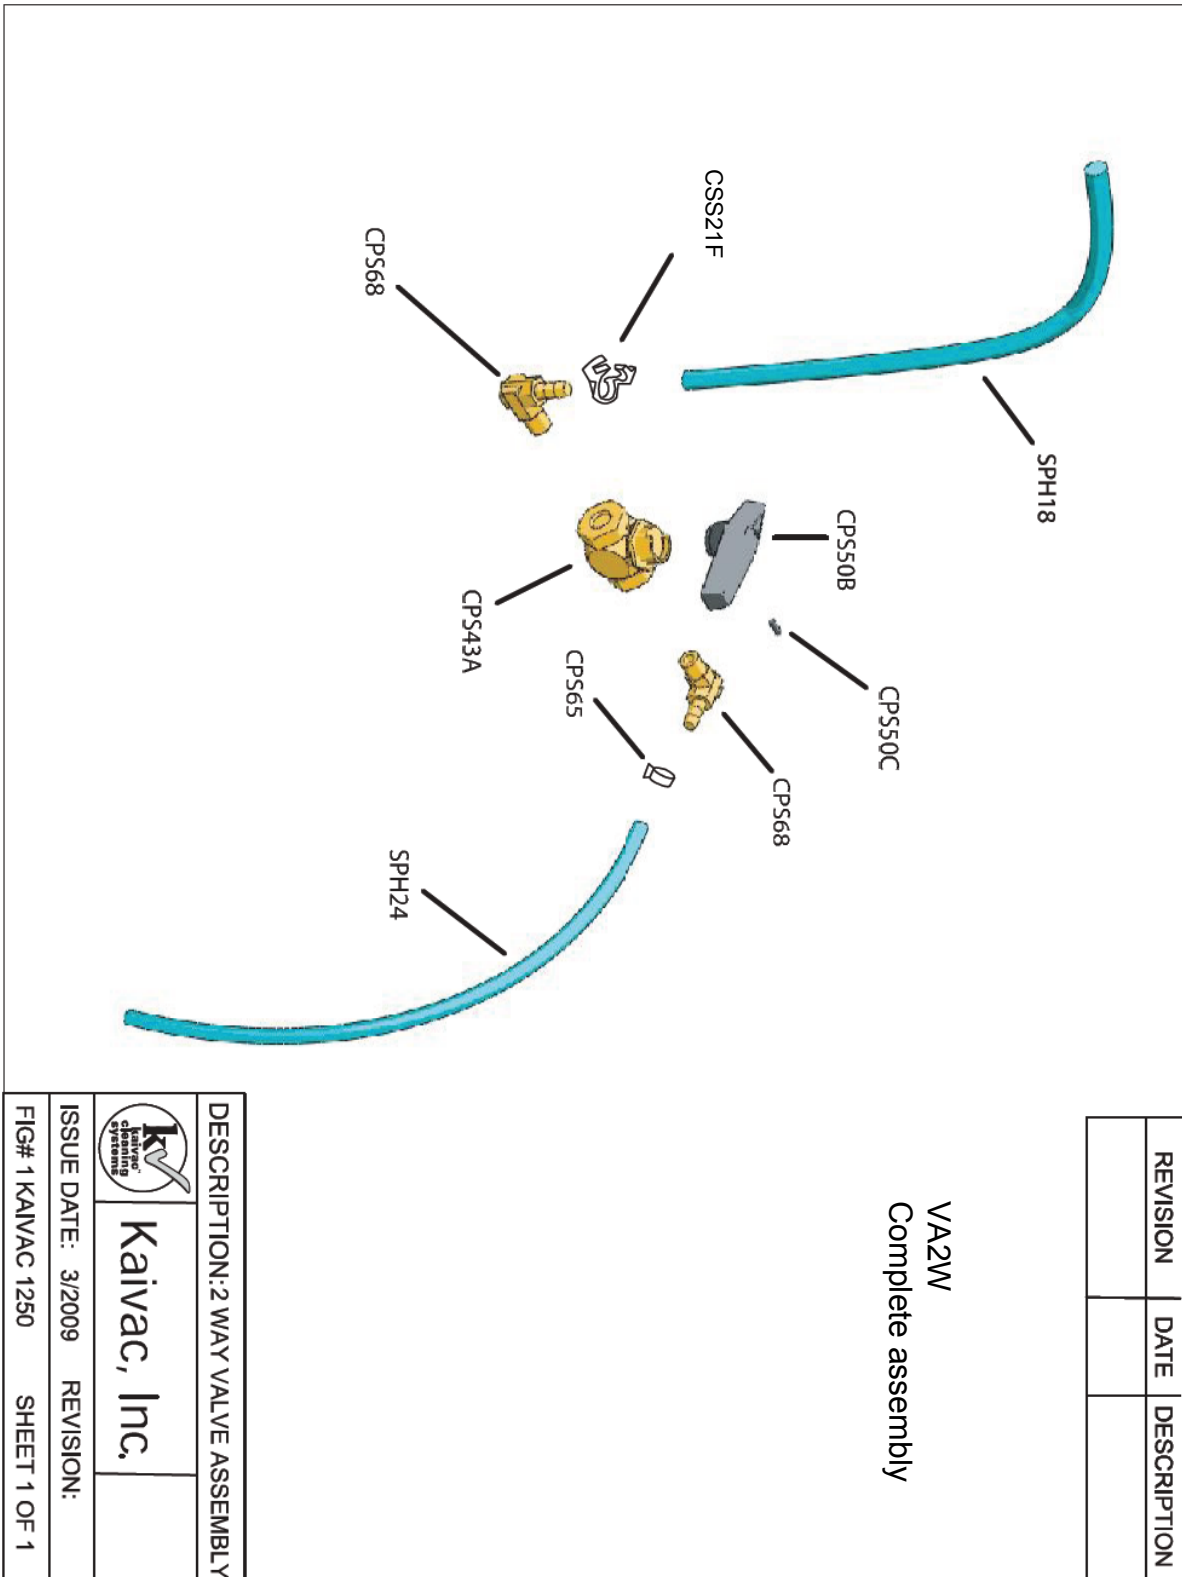 REVISION DATE DESCRIPTION
SPH18
CPS50B
CPS50C
CSS21F
CPS68
VA2W
Complete assembly
CPS65
CPS43A
CPS68
SPH24
DESCRIPTION:2 WAY VALVE ASSEMBLY
k
kaivac™
cleaning
systems
Kaivac, Inc.
ISSUE DATE: 3/2009 REVISION:
FIG# 1 KAIVAC 1250 SHEET 1 OF 1